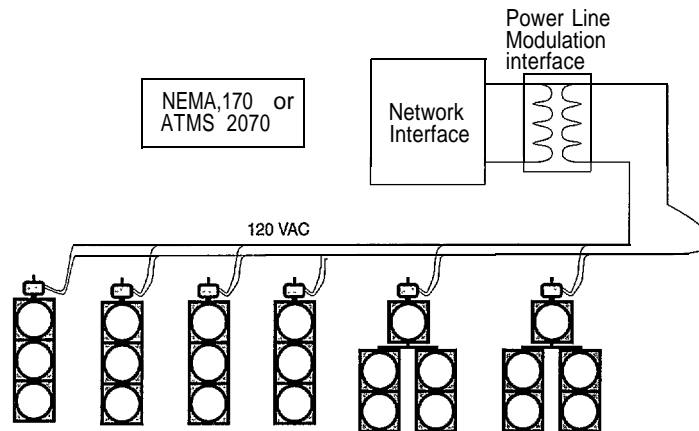 Power Line
Modulation
interface
NEMA,170 or
ATMS 2070
Network
Interface
120 VAC